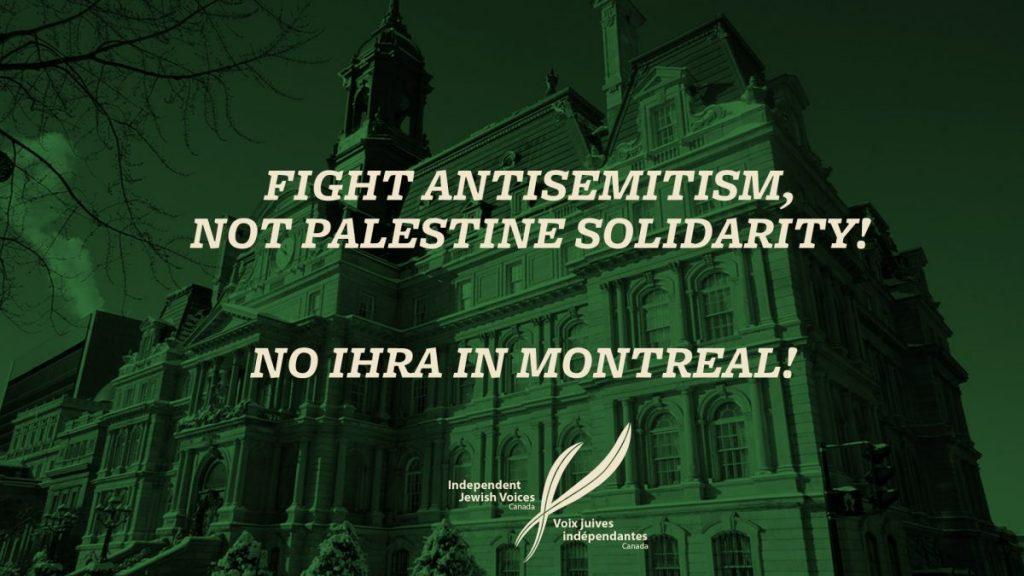 FIGHT ANTISEMITISM,
NOT PALESTINE SOLIDARITY!
NO IHRA IN MONTREAL!
Independent
Jewish Voices
Canada
Voix juives
indépendantes
Canada